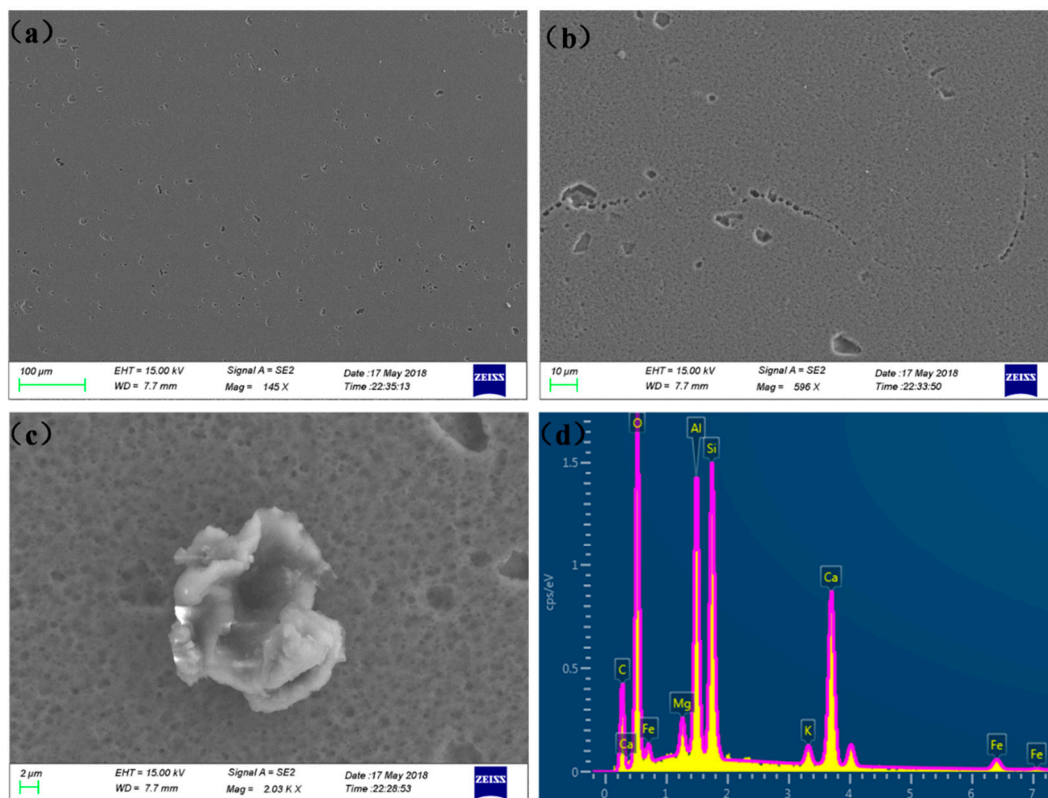 (a)
100 µm
EHT = 15.00 kV
WD = 7.7 mm
Signal A = SE2
Mag = 145 X
Date :17 May 2018
Time :22:35:13
ZEISS
(b)
10 µm
EHT = 15.00 kV
WD = 7.7 mm
Signal A = SE2
Mag = 596 X
Date :17 May 2018
Time :22:33:50
ZEISS
(c)
2 µm
EHT = 15.00 kV
WD = 7.7 mm
Signal A = SE2
Mag = 2.03 K X
Date :17 May 2018
Time :22:28:53
ZEISS
(d)
O
Al
Si
1.5
1
cps/eV
Ca
0.5
C
Mg
Fe
Ca
K
Fe
Fe
0
0 1 2 3 4 5 6 7